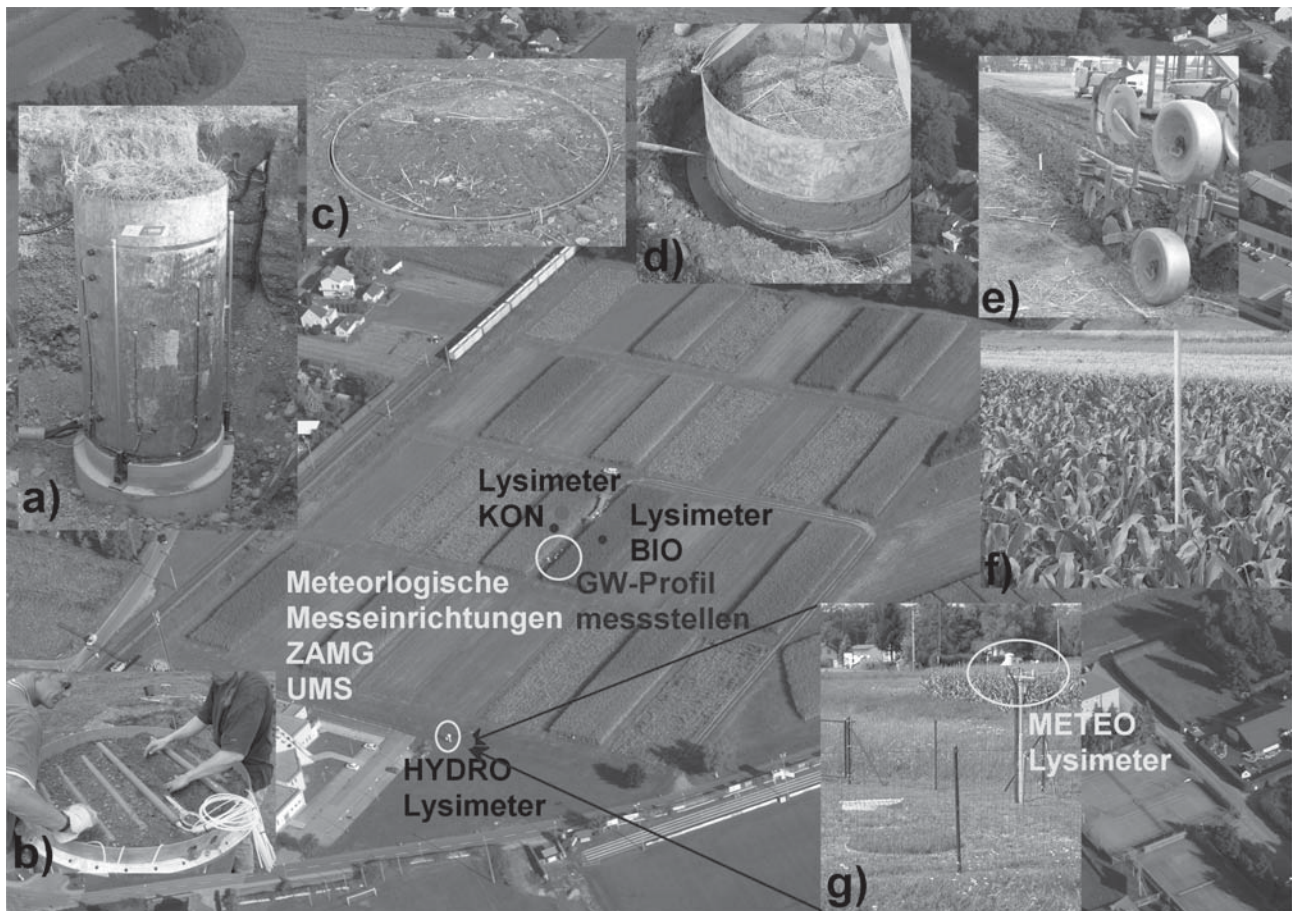 c)
d)
e)
a)
f)
Lysimeter
KON
Lysimeter
BIO
GW-Profil
messstellen
Meteorlogische
Messeinrichtungen
ZAMG
UMS
HYDRO
Lysimeter
b)
METEO
Lysimeter
g)